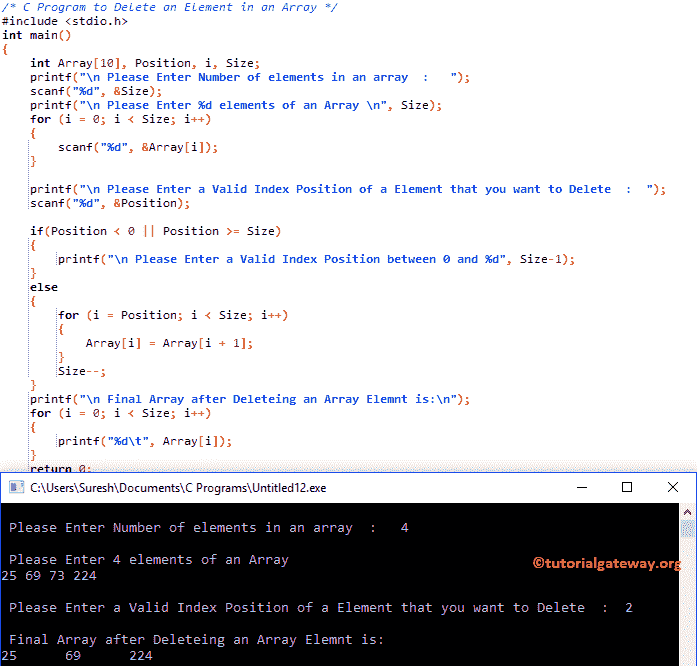 /* C Program to Delete an Element in an Array */
#include <stdio.h>
int main()
{
    int Array[10], Position, i, Size;
    printf("\n Please Enter Number of elements in an array  :   ");
    scanf("%d", &Size);
    printf("\n Please Enter %d elements of an Array \n", Size);
    for (i = 0; i < Size; i++)
    {
        scanf("%d", &Array[i]);
    }
    printf("\n Please Enter a Valid Index Position of a Element that you want to Delete  :  ");
    scanf("%d", &Position);
    if(Position < 0 || Position >= Size)
    {
        printf("\n Please Enter a Valid Index Position between 0 and %d", Size-1);
    }
    else
    {
        for (i = Position; i < Size; i++)
        {
            Array[i] = Array[i + 1];
        }
        Size--;
    }
    printf("\n Final Array after Deleteing an Array Elemnt is:\n");
    for (i = 0; i < Size; i++)
    {
        printf("%d\t", Array[i]);
    }
    return 0;
C:\Users\Suresh\Documents\C Programs\Untitled12.exe
Please Enter Number of elements in an array  :   4
Please Enter 4 elements of an Array
©tutorialgateway.org
25 69 73 224
Please Enter a Valid Index Position of a Element that you want to Delete  :  2
Final Array after Deleteing an Array Elemnt is:
25      69      224